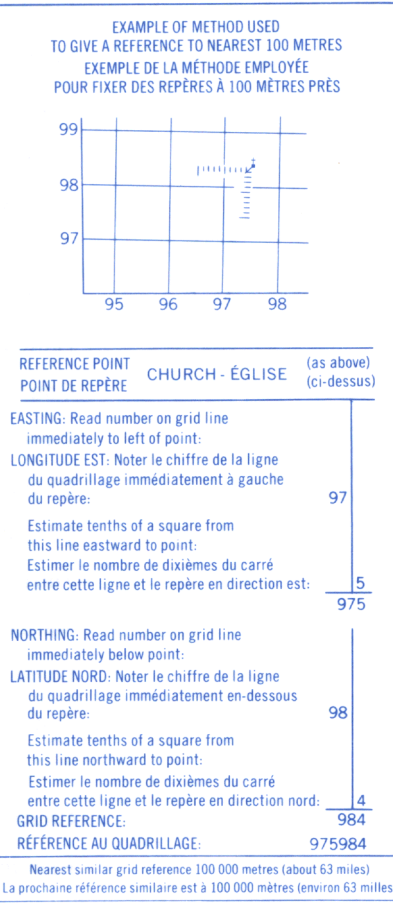 EXAMPLE OF METHOD USED
TO GIVE A REFERENCE TO NEAREST 100 METRES
EXEMPLE DE LA MÉTHODE EMPLOYÉE
POUR FIXER DES REPÈRES À 100 MÈTRES PRÈS
99
98
97
95 96 97 98
REFERENCE POINT
POINT DE REPÈRE
CHURCH - ÉGLISE
(as above)
(ci-dessus)
EASTING: Read number on grid line
immediately to left of point:
LONGITUDE EST: Noter le chiffre de la ligne
du quadrillage immédiatement à gauche
du repère: 97
Estimate tenths of a square from
this line eastward to point:
Estimer le nombre de dixièmes du carré
entre cette ligne et le repère en direction est: 5
975
NORTHING: Read number on grid line
immediately below point:
LATITUDE NORD: Noter le chiffre de la ligne
du quadrillage immédiatement en-dessous
du repère: 98
Estimate tenths of a square from
this line northward to point:
Estimer le nombre de dixièmes du carré
entre cette ligne et le repère en direction nord: 4
GRID REFERENCE: 984
RÉFÉRENCE AU QUADRILLAGE: 975984
Nearest similar grid reference 100 000 metres (about 63 miles)
La prochaine référence similaire est à 100 000 mètres (environ 63 milles